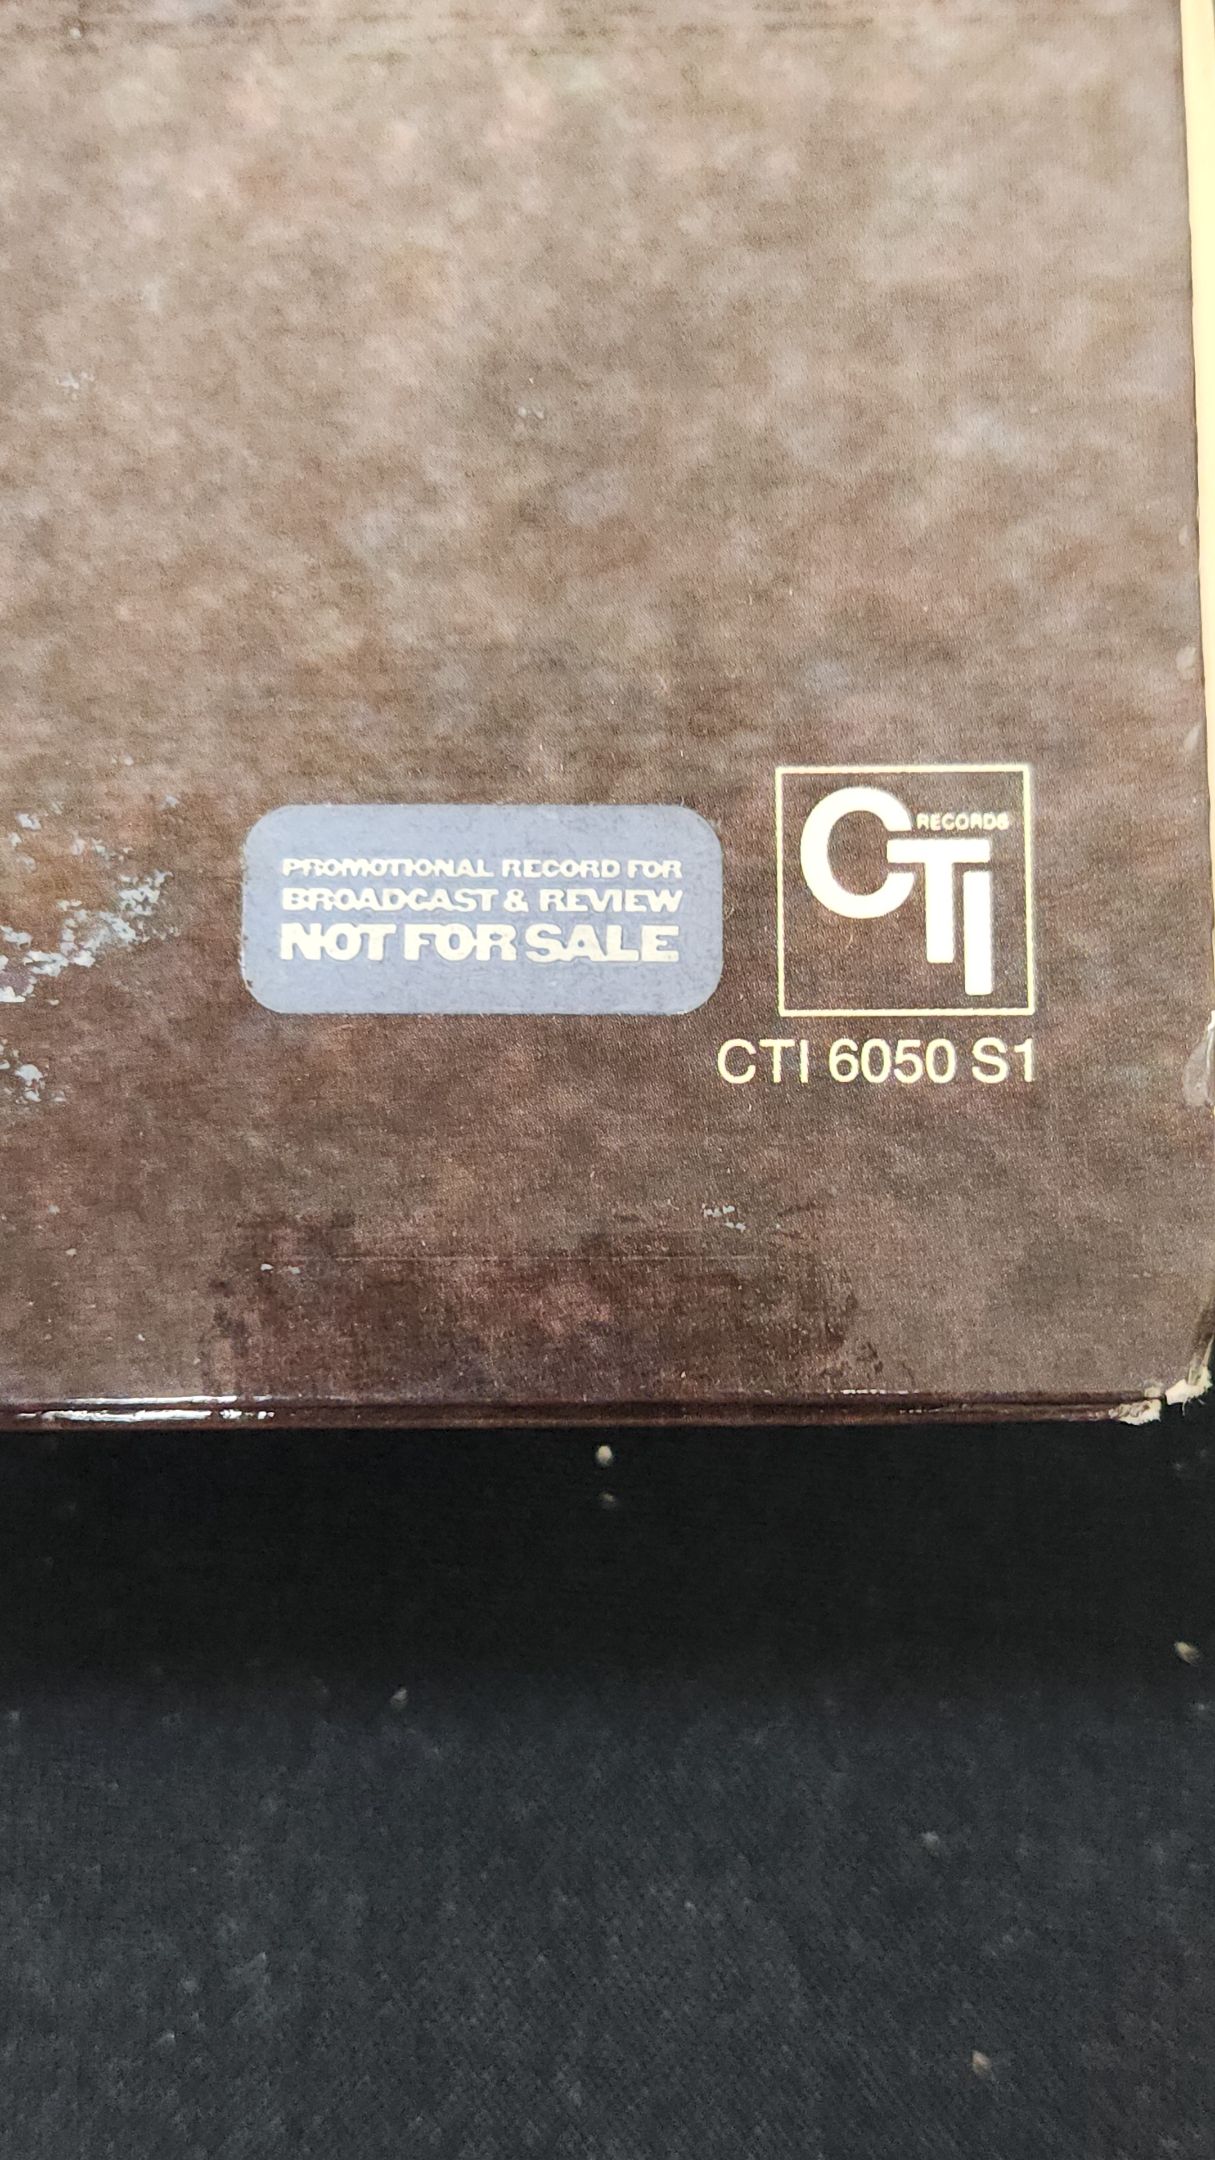 PROMOTIONAL RECORD FOR
BROADCAST & REVIEW
NOT FOR SALE
CTI
RECORDS
CTI 6050 S1